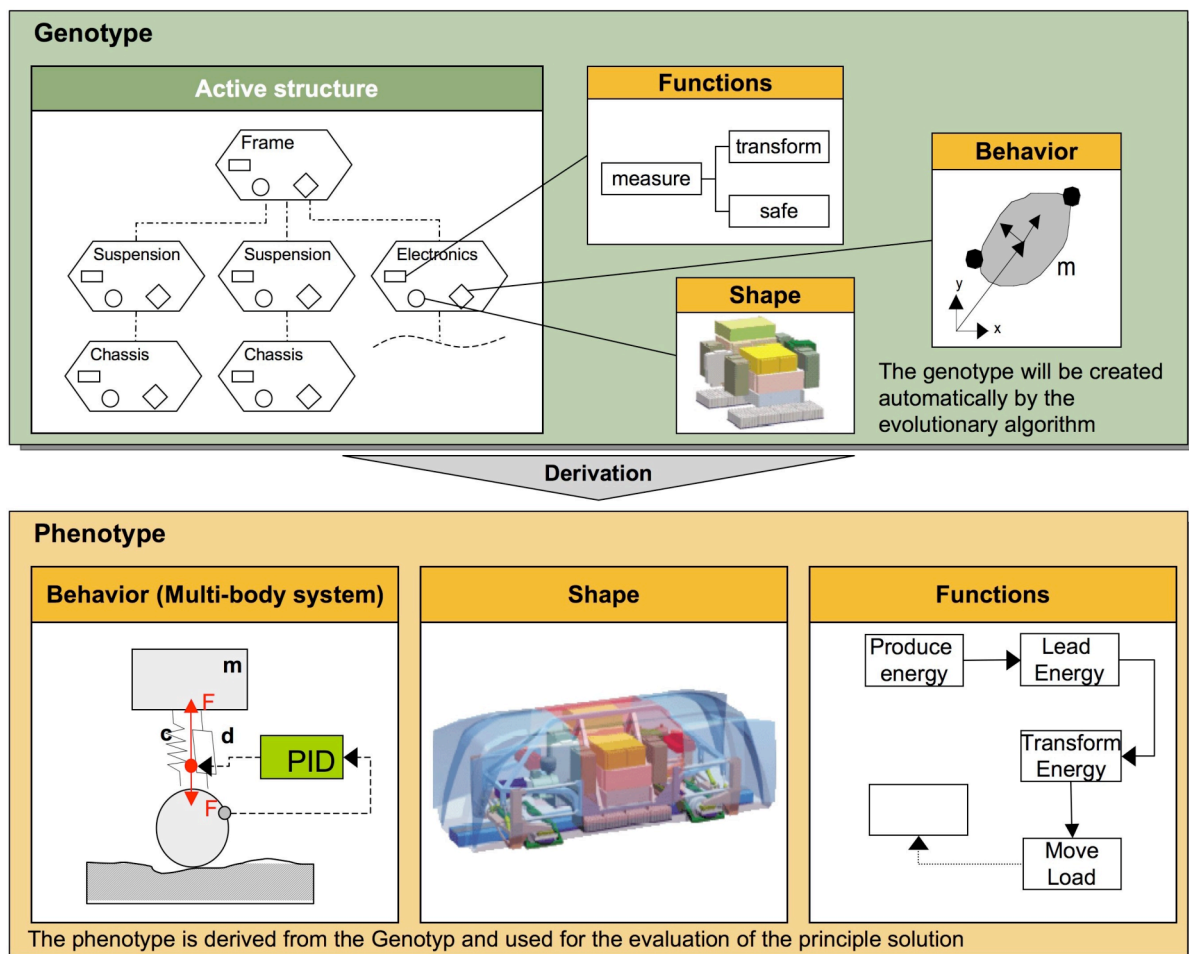 Genotype
Active structure
Frame
Suspension
Suspension
Electronics
Chassis
Chassis
Functions
measure
transform
safe
Behavior
m
y
x
Shape
The genotype will be created
automatically by the
evolutionary algorithm
Derivation
Phenotype
Behavior (Multi-body system)
m
F
c
d
PID
F
Shape
Functions
Produce
energy
Lead
Energy
Transform
Energy
Move
Load
The phenotype is derived from the Genotyp and used for the evaluation of the principle solution